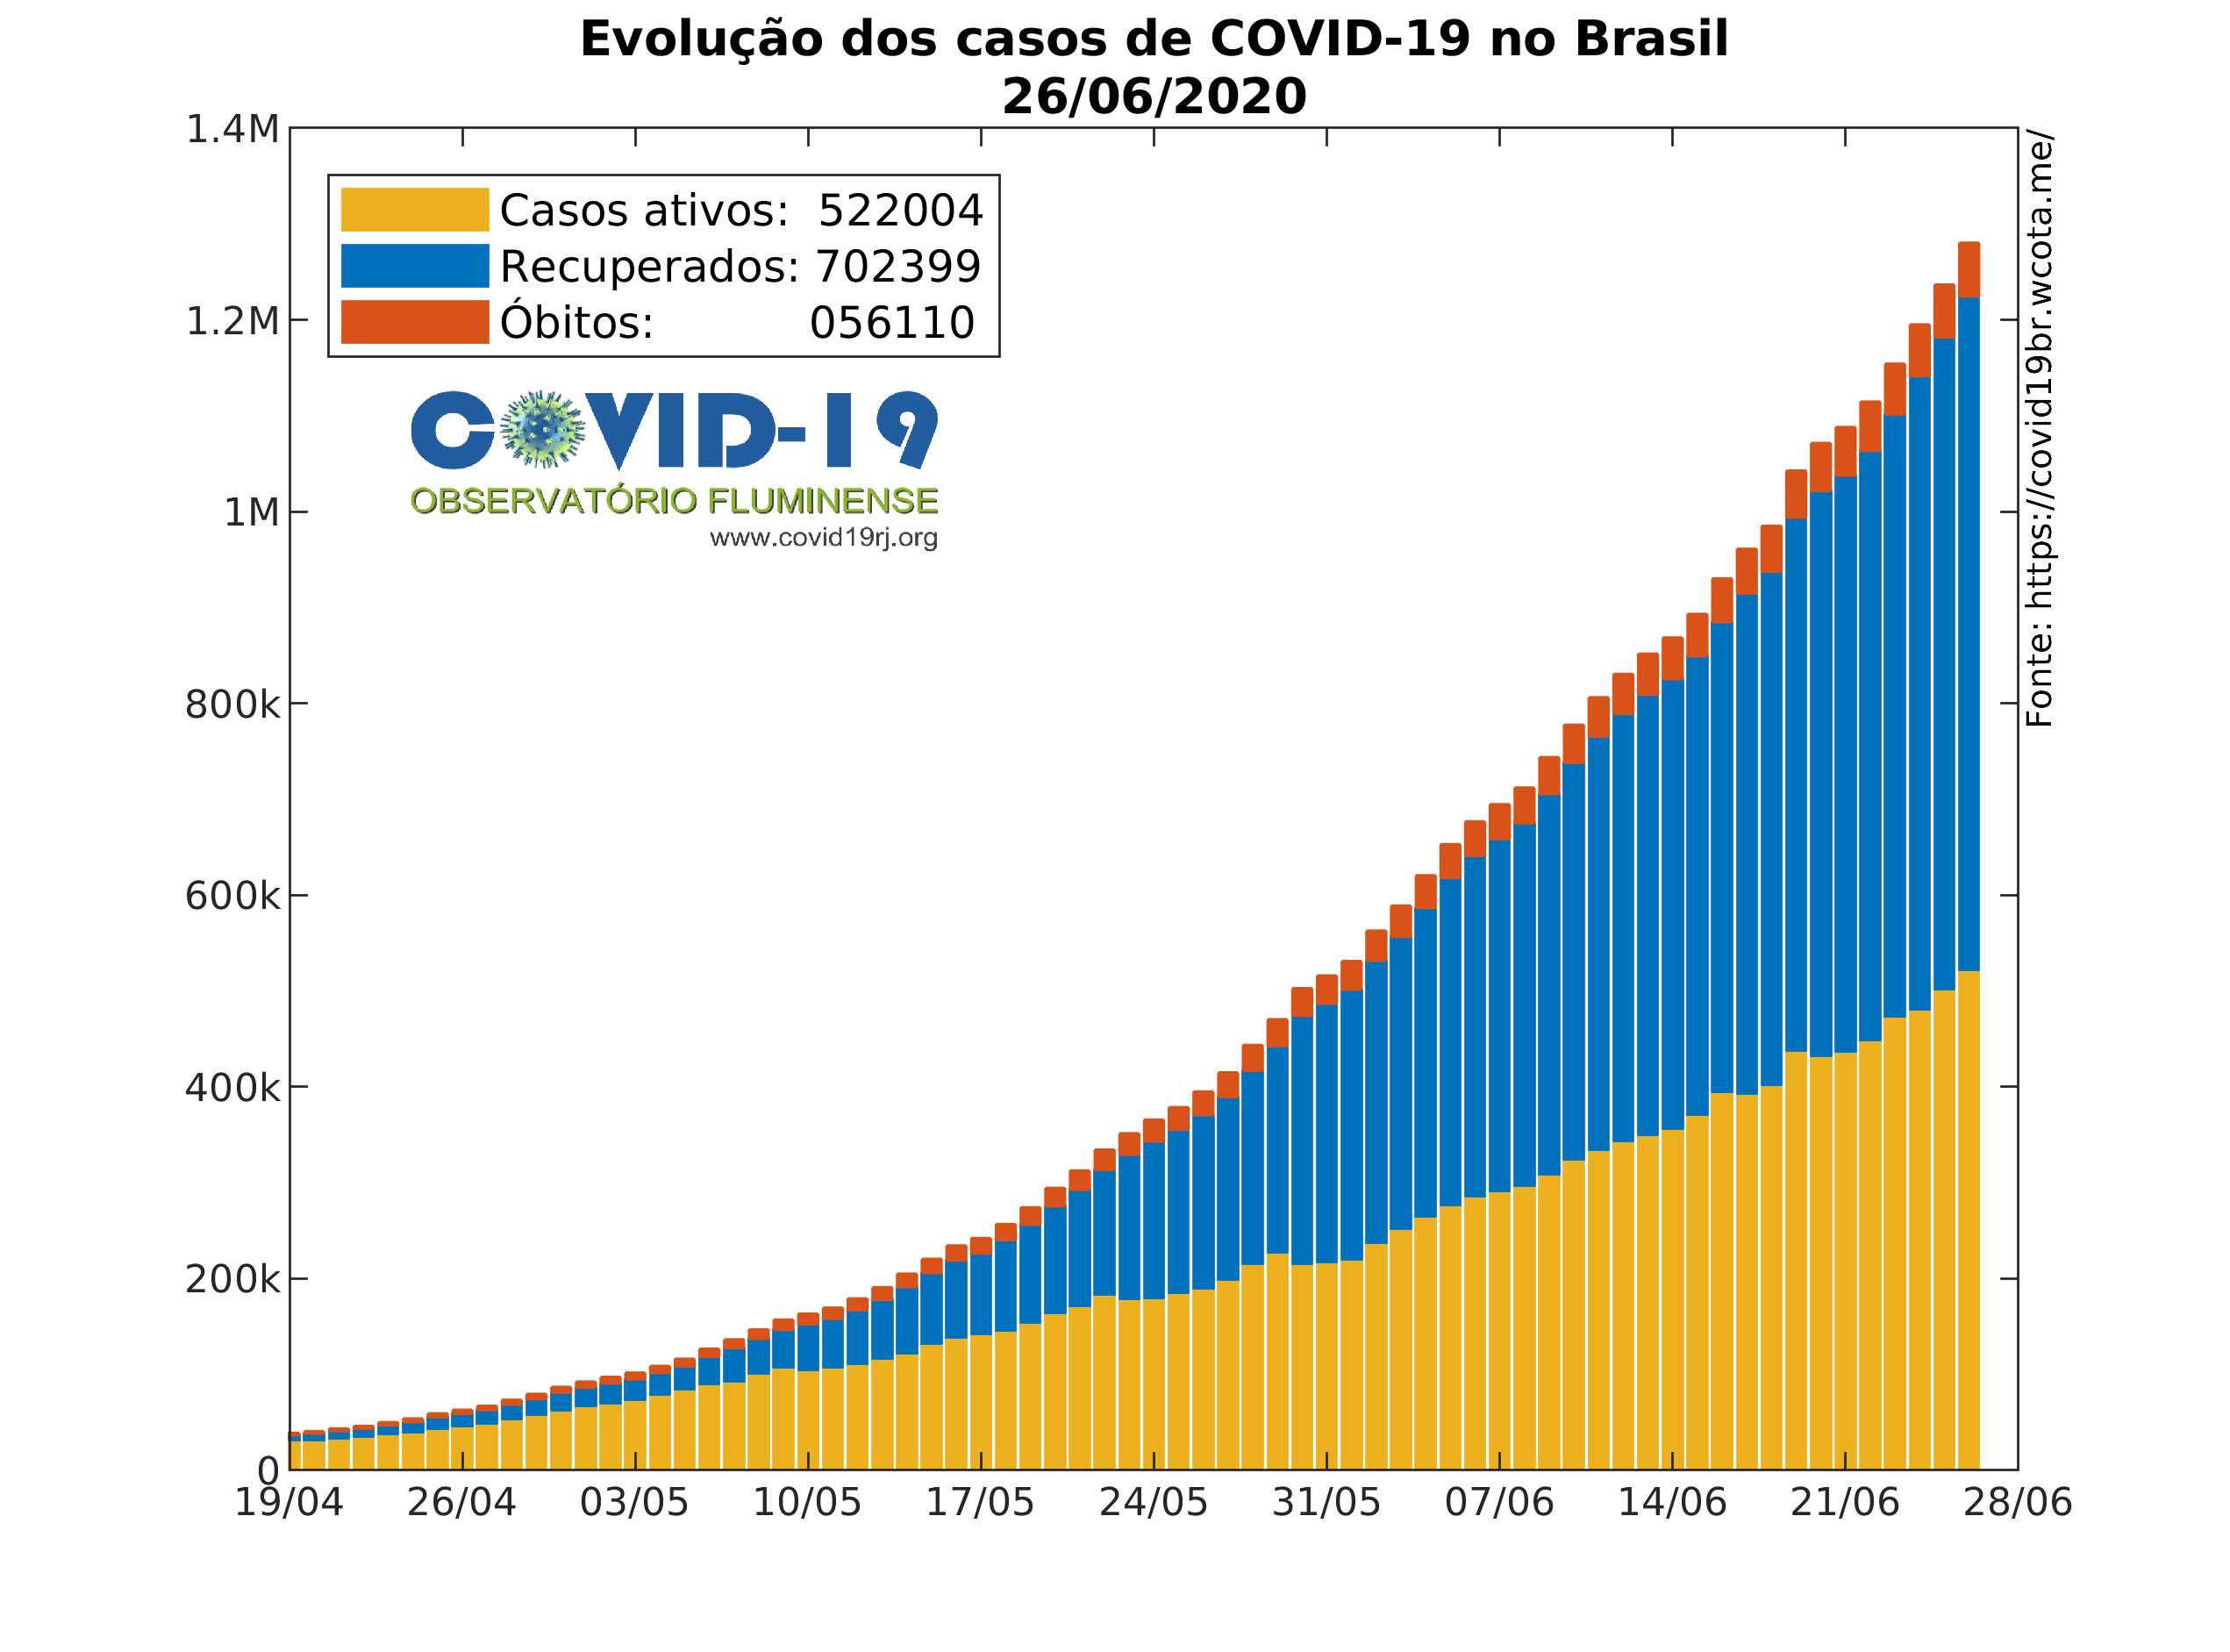 Evolução dos casos de COVID-19 no Brasil
26/06/2020
1.4M
1.2M
1M
800k
600k
400k
200k
0
Casos ativos: 522004
Recuperados: 702399
Óbitos: 056110
COVID-19
OBSERVATÓRIO FLUMINENSE
www.covid19rj.org
Fonte: https://covid19br.wcota.me/
19/04 26/04 03/05 10/05 17/05 24/05 31/05 07/06 14/06 21/06 28/06